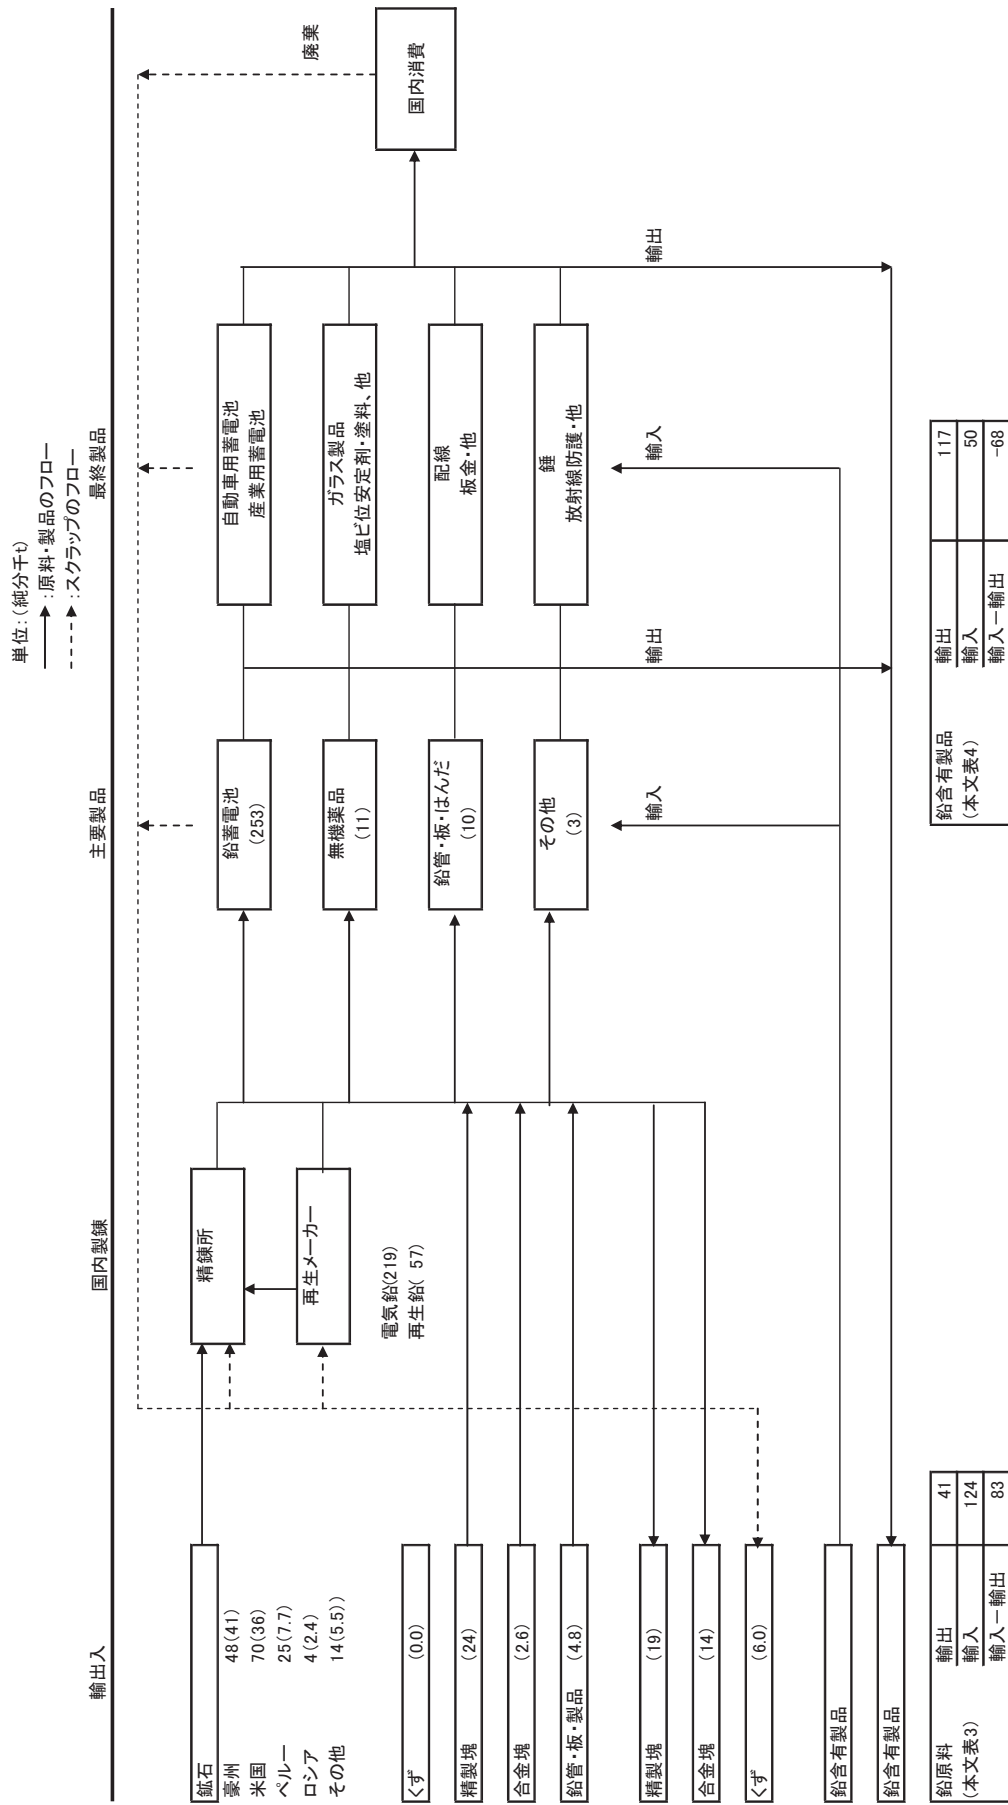 単位:(純分千t)
:原料・製品のフロー
:スクラップのフロー
輸出入
国内製錬
主要製品
最終製品
鉱石
豪州 48(41)
米国 70(36)
ペルー 25(7.7)
ロシア 4(2.4)
その他 14(5.5))
くず (0.0)
精製塊 (24)
合金塊 (2.6)
鉛管・板・製品 (4.8)
精製塊 (19)
合金塊 (14)
くず (6.0)
鉛含有製品
鉛含有製品
精錬所
再生メーカー
電気鉛(219)
再生鉛( 57)
鉛蓄電池
(253)
無機薬品
(11)
鉛管・板・はんだ
(10)
その他
(3)
輸入
輸出
自動車用蓄電池
産業用蓄電池
ガラス製品
塩ビ位安定剤・塗料、他
配線
板金・他
錘
放射線防護・他
輸入
輸出
国内消費
廃棄
鉛原料 輸出 41
(本文表3) 輸入 124
輸入ー輸出 83
鉛含有製品 輸出 117
(本文表4) 輸入 50
輸入ー輸出 -68